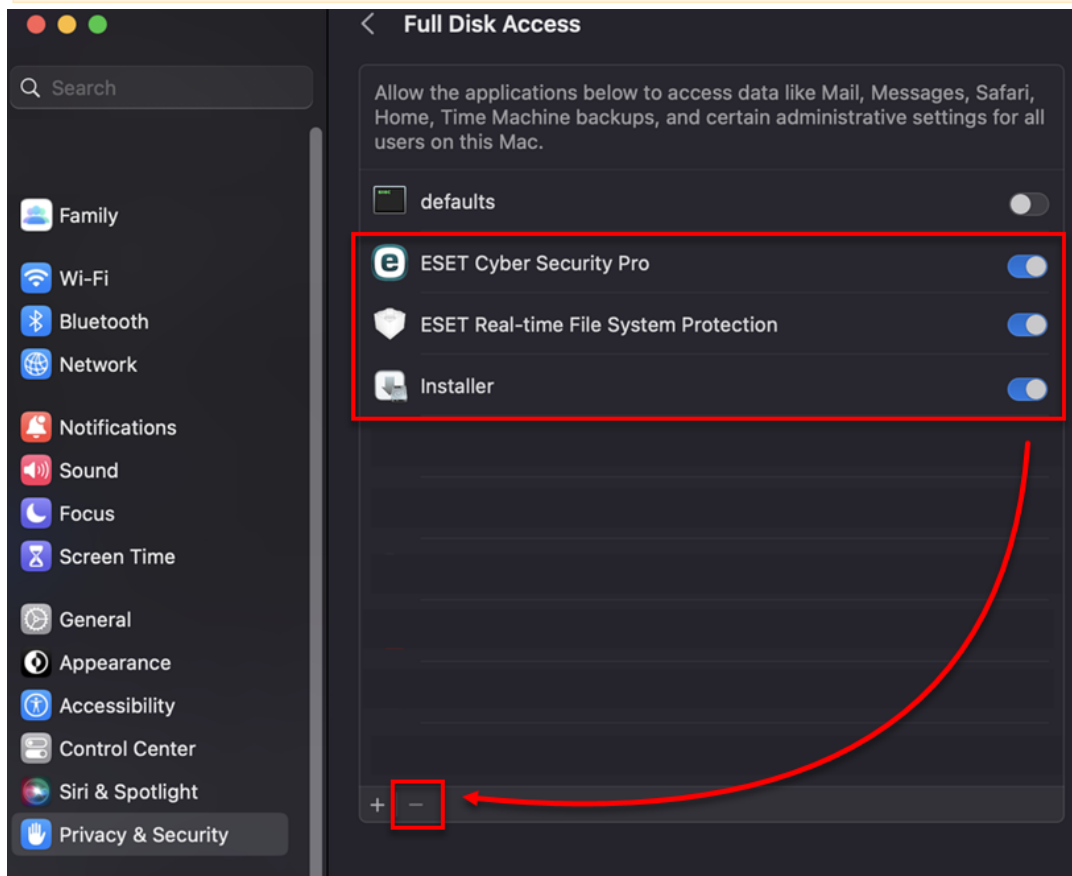 Full Disk Access
Search
Allow the applications below to access data like Mail, Messages, Safari,
Home, Time Machine backups, and certain administrative settings for all
users on this Mac.
defaults
ESET Cyber Security Pro
ESET Real-time File System Protection
Installer
Family
Wi-Fi
Bluetooth
Network
Notifications
Sound
Focus
Screen Time
General
Appearance
Accessibility
Control Center
Siri & Spotlight
Privacy & Security